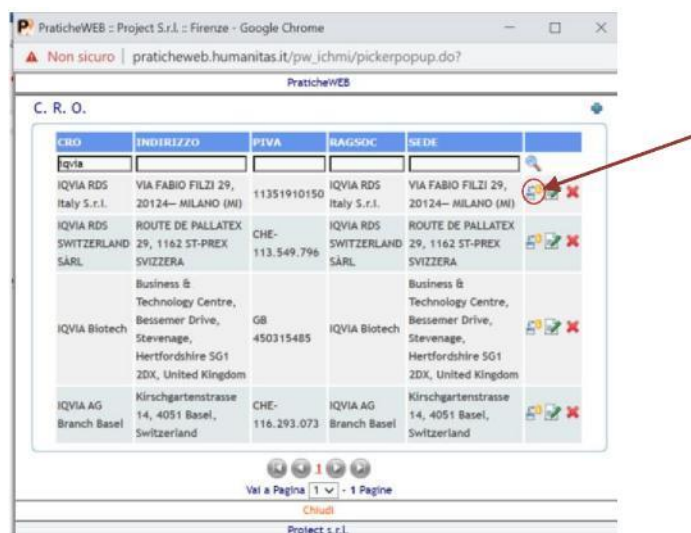 PraticheWEB :: Project S.r.l. :: Firenze - Google Chrome
Non sicuro | praticheweb.humanitas.it/pw_ichmi/pickerpopup.do?
PraticheWEB
C. R. O.
CRO INDIRIZZO PIVA RAGSOC SEDE
iqvia
IQVIA RDS Italy S.r.l. VIA FABIO FILZI 29, 20124— MILANO (MI) 11351910150 IQVIA RDS Italy S.r.l. VIA FABIO FILZI 29, 20124— MILANO (MI)
IQVIA RDS SWITZERLAND SÀRL ROUTE DE PALLATEX 29, 1162 ST-PREX SVIZZERA CHE-113.549.796 IQVIA RDS SWITZERLAND SÀRL ROUTE DE PALLATEX 29, 1162 ST-PREX SVIZZERA
IQVIA Biotech Business & Technology Centre, Bessemer Drive, Stevenage, Hertfordshire SG1 2DX, United Kingdom GB 450315485 IQVIA Biotech Business & Technology Centre, Bessemer Drive, Stevenage, Hertfordshire SG1 2DX, United Kingdom
IQVIA AG Branch Basel Kirschgartenstrasse 14, 4051 Basel, Switzerland CHE-116.293.073 IQVIA AG Branch Basel Kirschgartenstrasse 14, 4051 Basel, Switzerland
1
Vai a Pagina 1 - 1 Pagine
Chiudi
Project s.r.l.